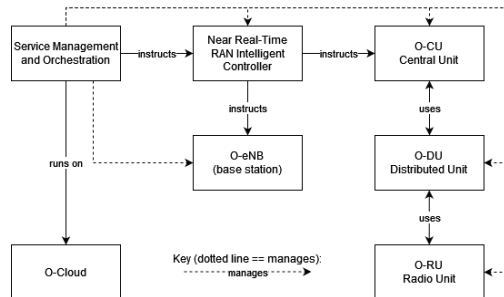 Service Management
and Orchestration
instructs
Near Real-Time
RAN Intelligent
Controller
instructs
O-CU
Central Unit
instructs
uses
O-eNB
(base station)
O-DU
Distributed Unit
runs on
uses
O-Cloud
Key (dotted line == manages):
manages
O-RU
Radio Unit